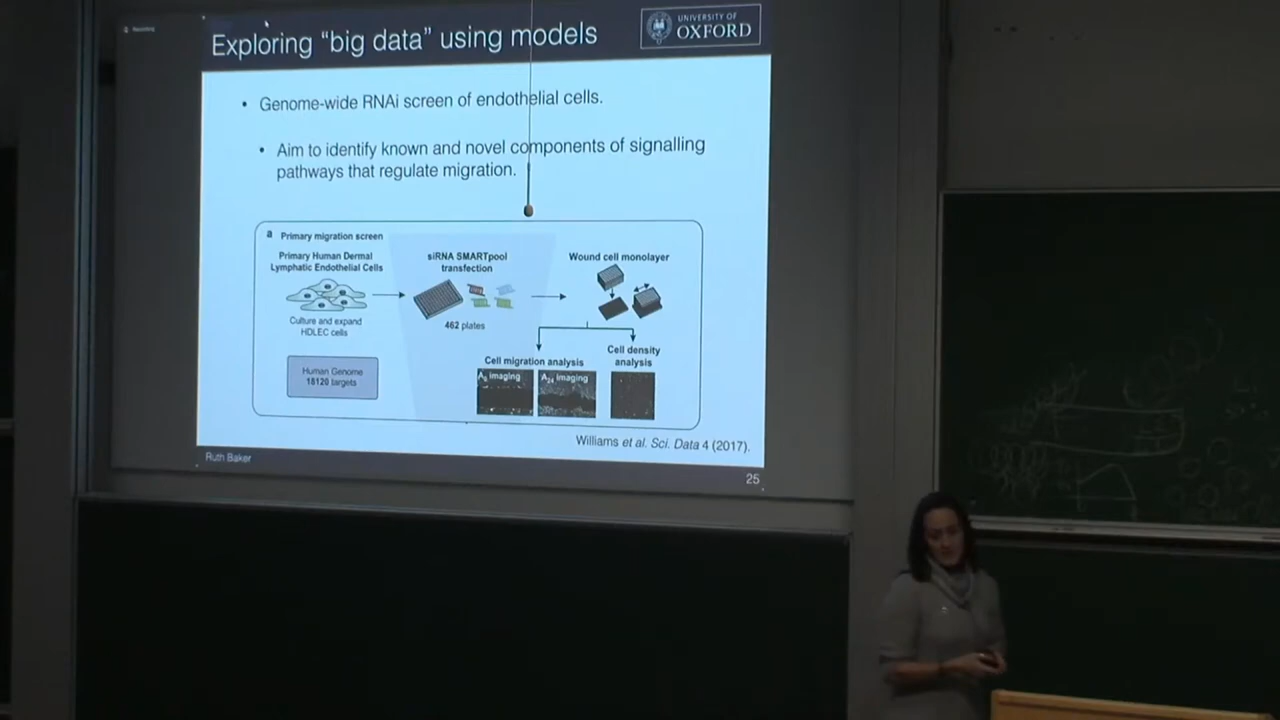 Recording
Exploring “big data” using models
UNIVERSITY OF
OXFORD
• Genome-wide RNAi screen of endothelial cells.
• Aim to identify known and novel components of signalling
pathways that regulate migration.
a Primary migration screen
Primary Human Dermal
Lymphatic Endothelial Cells
Culture and expand
HDLEC cells
Human Genome
18120 targets
siRNA SMARTpool
transfection
462 plates
Wound cell monolayer
Cell migration analysis
A0 imaging
A24 imaging
Cell density
analysis
Williams et al. Sci. Data 4 (2017).
Ruth Baker
25